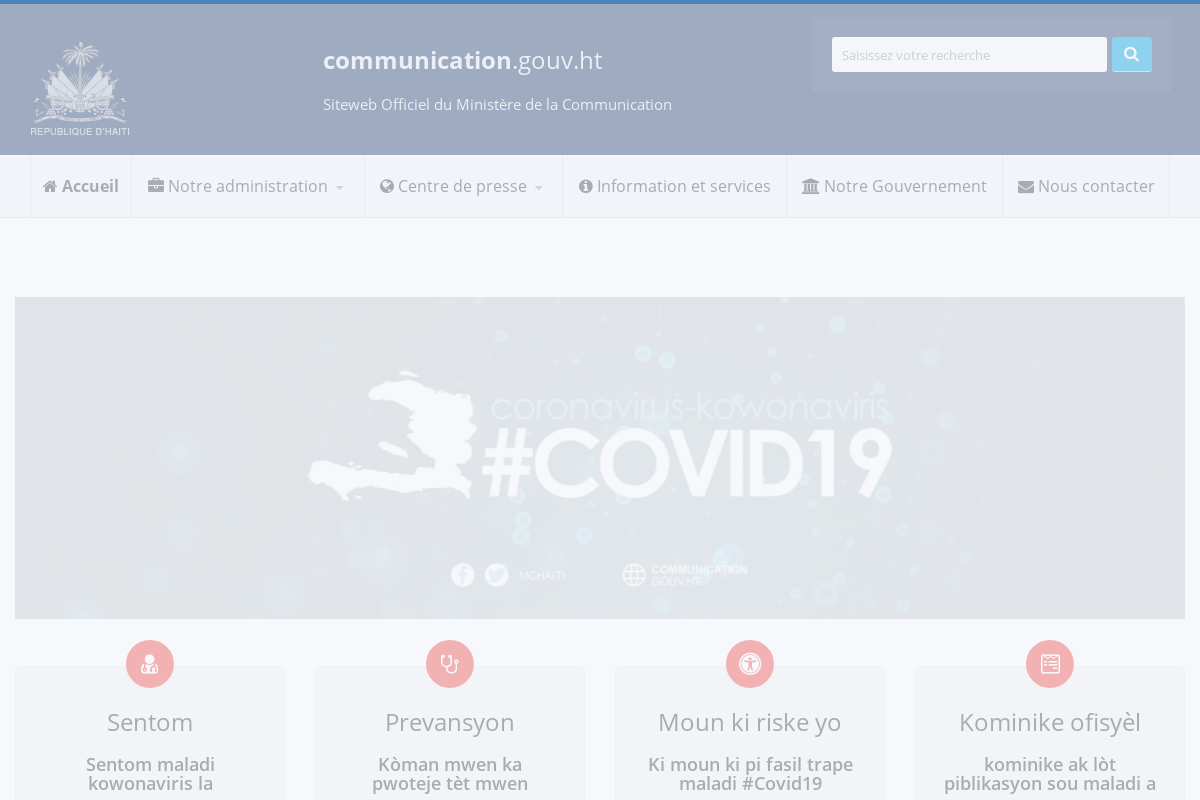 REPUBLIQUE D'HAITI
communication.gouv.ht
Siteweb Officiel du Ministère de la Communication
Saisissez votre recherche
Accueil
Notre administration
Centre de presse
Information et services
Notre Gouvernement
Nous contacter
coronavirus-kowonaviris
#COVID19
MCHAITI
COMMUNICATION
GOUV.HT
Sentom
Sentom maladi
kowonaviris la
Prevansyon
Kòman mwen ka
pwoteje tèt mwen
Moun ki riske yo
Ki moun ki pi fasil trape
maladi #Covid19
Kominike ofisyèl
kominike ak lòt
piblikasyon sou maladi a